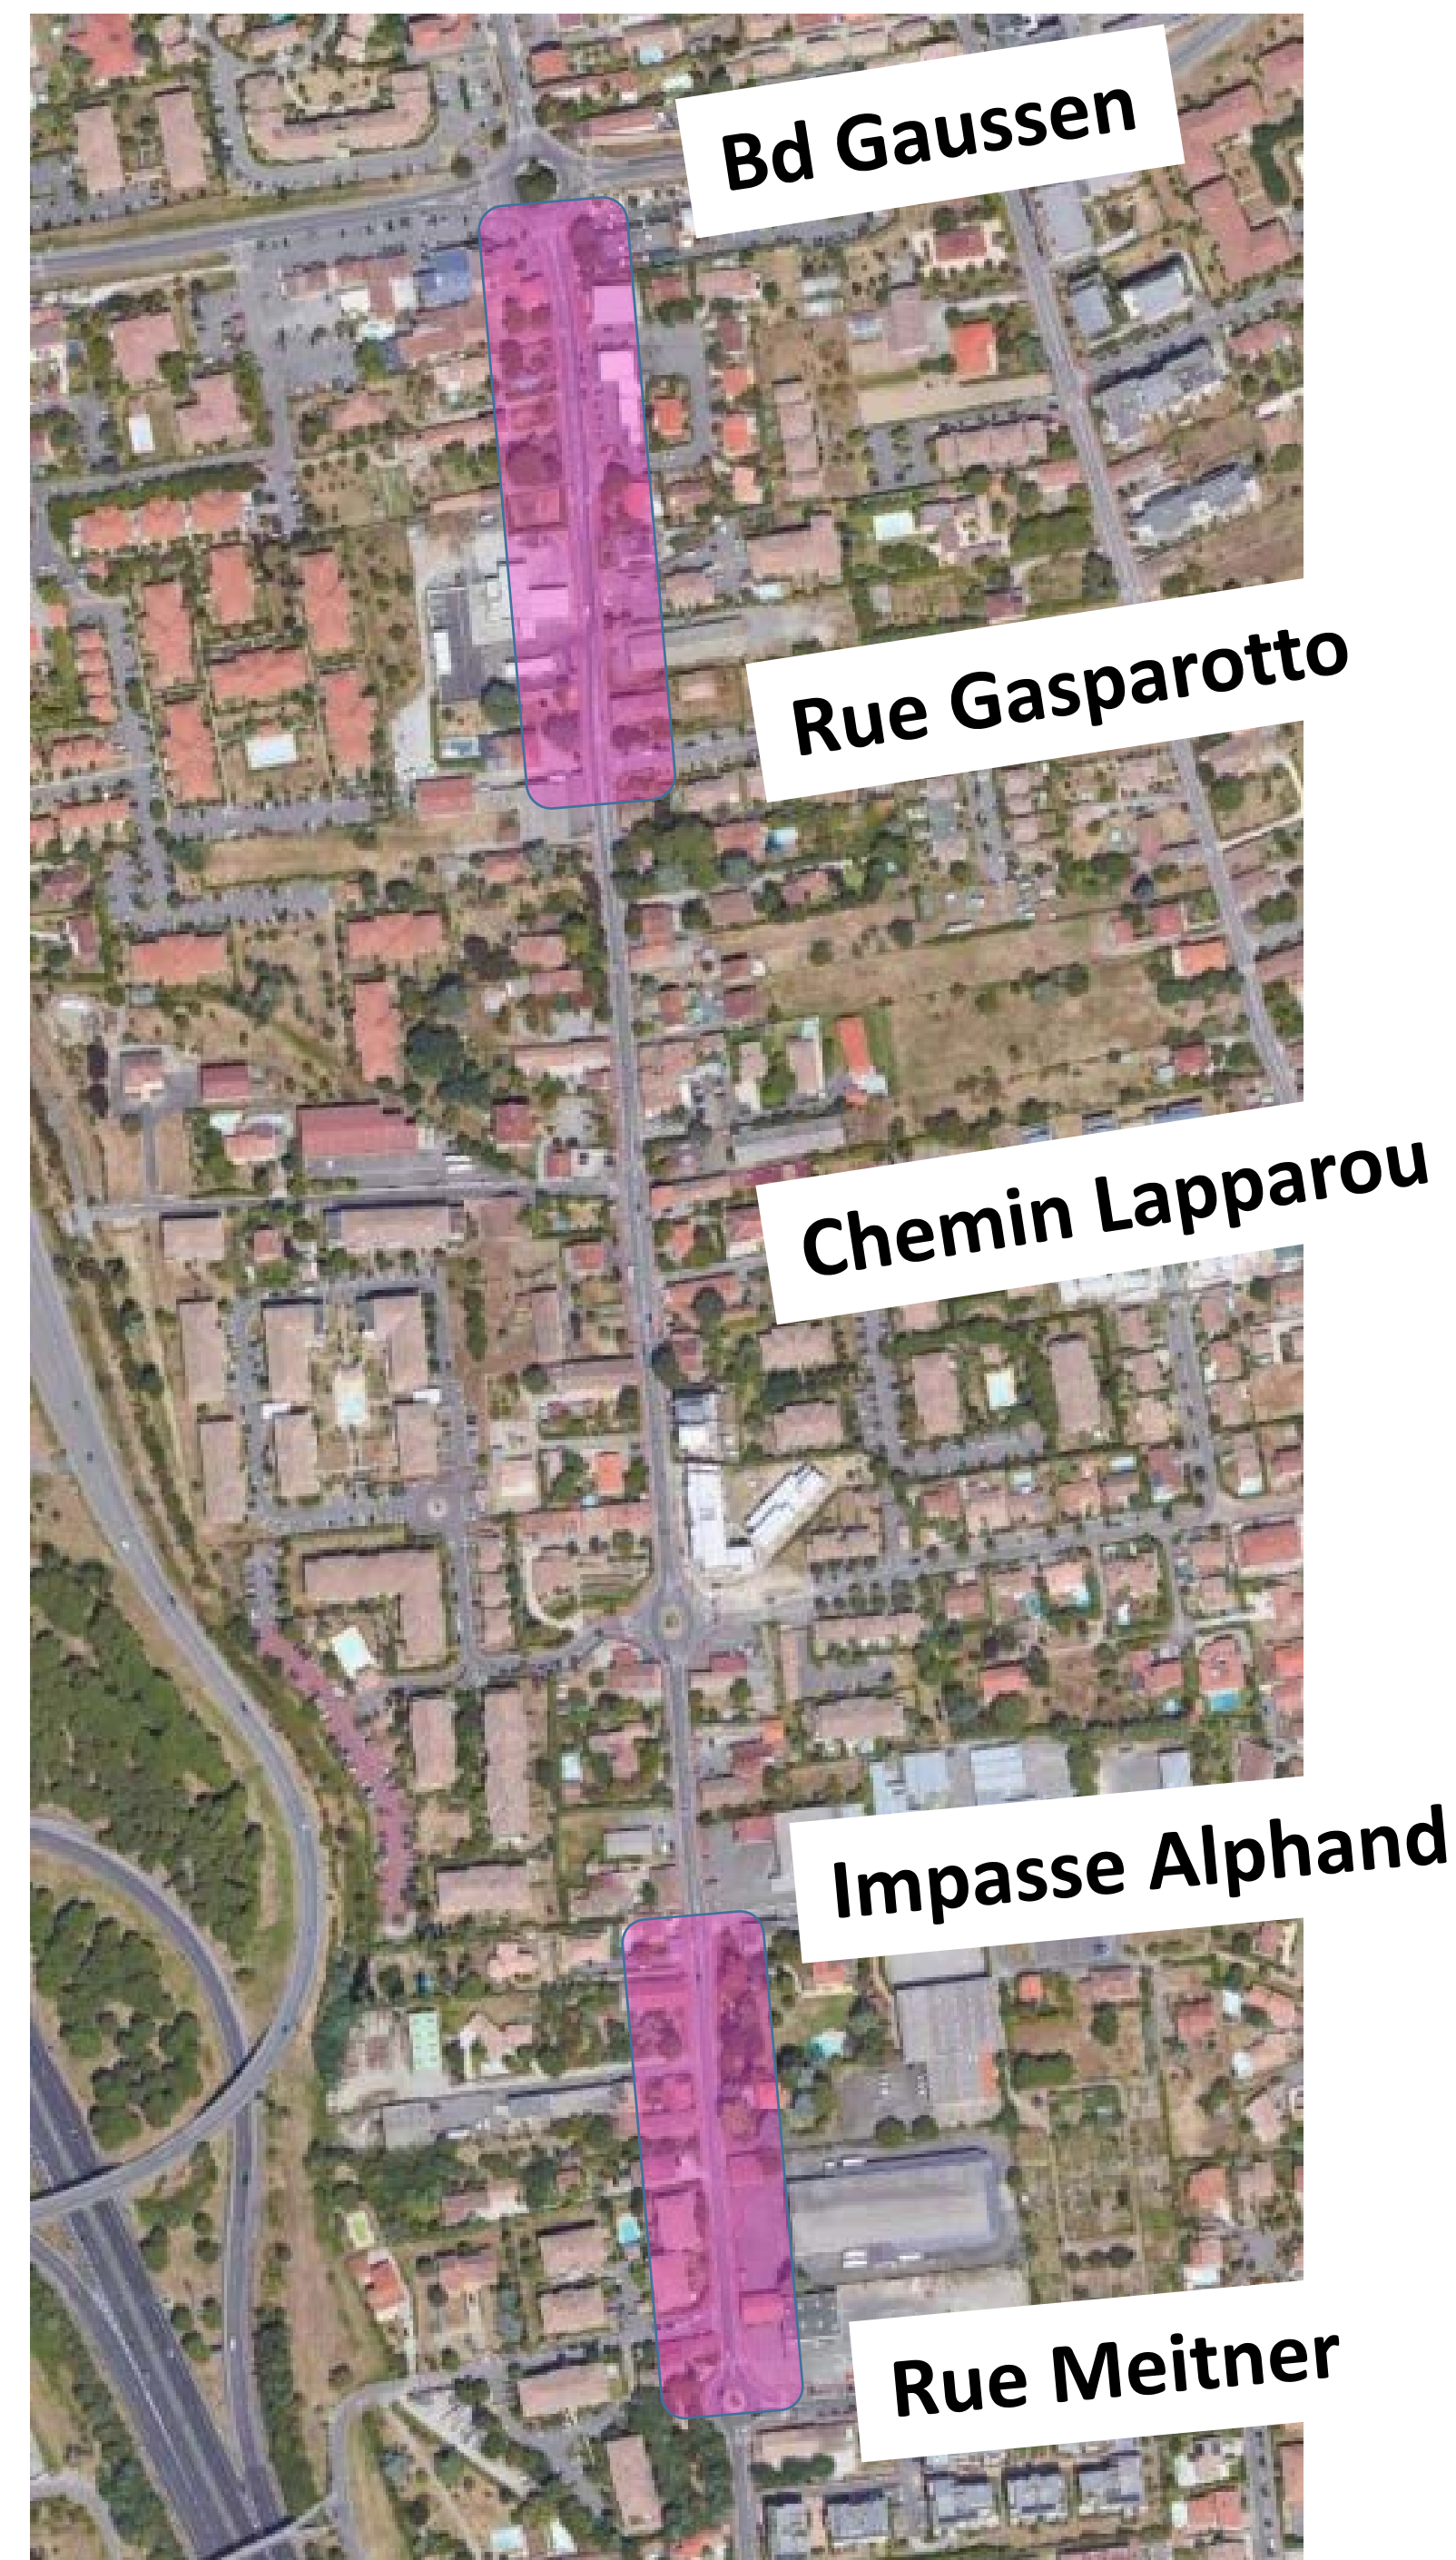 Bd Gaussen
Rue Gasparotto
Chemin Lapparou
Impasse Alphand
Rue Meitner